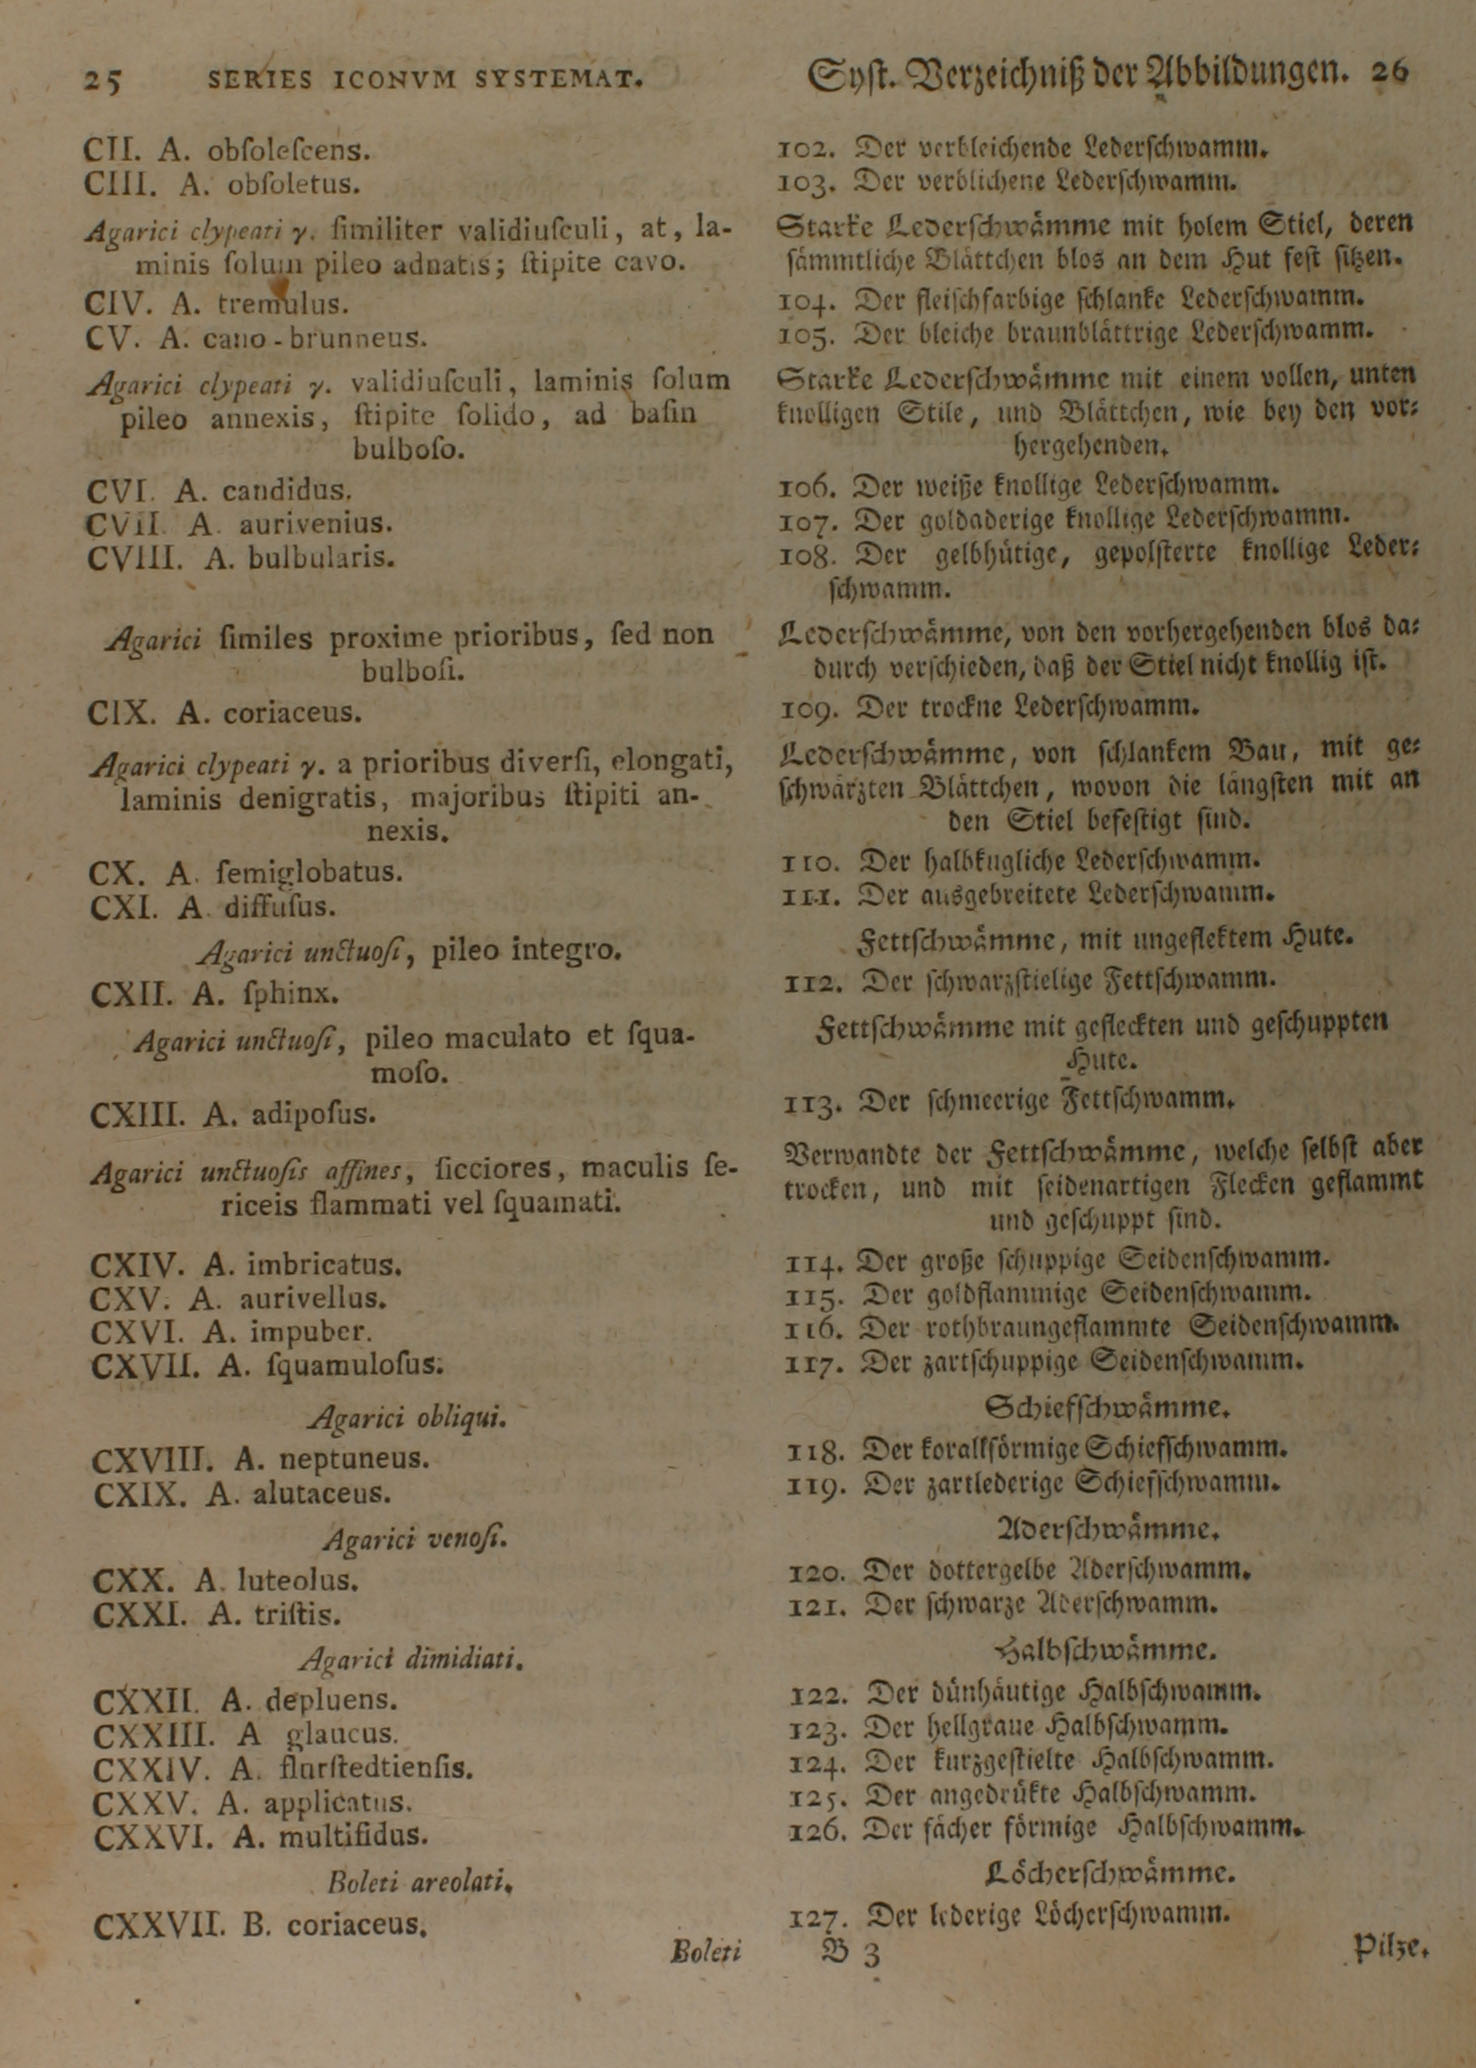 25 SERIES ICONVM SYSTEMAT.
CII. A. obſoleſcens.
CIII. A. obſoletus.
Agarici clypeati γ. ſimiliter validiuſculi, at, la-
minis ſolum pileo adnatis; ſtipite cavo.
CIV. A. tremulus.
CV. A. cano-brunneus.
Agarici clypeati γ. validiuſculi, laminis ſolum
pileo annexis, ſtipite ſolido, ad baſin
bulboſo.
CVI. A. candidus.
CVII A. aurivenius.
CVIII. A. bulbularis.
Agarici ſimiles proxime prioribus, ſed non
bulboſi.
CIX. A. coriaceus.
Agarici clypeati γ. a prioribus diverſi, elongati,
laminis denigratis, majoribus ſtipiti an-
nexis.
CX. A. ſemiglobatus.
CXI. A. diffuſus.
Agarici unctuoſi, pileo integro.
CXII. A. ſphinx.
Agarici unctuoſi, pileo maculato et ſqua-
moſo.
CXIII. A. adipoſus.
Agarici unctuoſis affines, ſicciores, maculis ſe-
riceis flammati vel ſquamati.
CXIV. A. imbricatus.
CXV. A. aurivellus.
CXVI. A. impuber.
CXVII. A. ſquamuloſus.
Agarici obliqui.
CXVIII. A. neptuneus.
CXIX. A. alutaceus.
Agarici venoſi.
CXX. A. luteolus.
CXXI. A. triſtis.
Agarici dimidiati.
CXXII. A. depluens.
CXXIII. A glaucus.
CXXIV. A. flurſtedtienſis.
CXXV. A. applicatus.
CXXVI. A. multifidus.
Boleti areolati.
CXXVII. B. coriaceus.
Boleti
Syſt. Verzeichniß der Abbildungen. 26
102. Der verbleichende Lederſchwamm.
103. Der verblichene Lederſchwamm.
Starke Lederſchwämme mit holem Stiel, deren
ſämmtliche Blättchen blos an dem Hut feſt ſitzen.
104. Der fleiſchfarbige ſchlanke Lederſchwamm.
105. Der bleiche braunblättrige Lederſchwamm.
Starke Lederſchwämme mit einem vollen, unten
knolligen Stile, und Blättchen, wie bey den vor-
hergehenden.
106. Der weiße knollige Lederſchwamm.
107. Der goldaderige knollige Lederſchwamm.
108. Der gelbhütige, gepolſterte knollige Leder-
ſchwamm.
Lederſchwämme, von den vorhergehenden blos da-
durch verſchieden, daß der Stiel nicht knollig iſt.
109. Der trockne Lederſchwamm.
Lederſchwämme, von ſchlankem Bau, mit ge-
ſchwärzten Blättchen, wovon die längſten mit an
den Stiel befeſtigt ſind.
110. Der halbkugliche Lederſchwamm.
111. Der ausgebreitete Lederſchwamm.
Fettſchwämme, mit ungeflektem Hute.
112. Der ſchwarzſtielige Fettſchwamm.
Fettſchwämme mit gefleckten und geſchuppten
Hute.
113. Der ſchmeerige Fettſchwamm.
Verwandte der Fettſchwämme, welche ſelbſt aber
trocken, und mit ſeidenartigen Flecken geflammt
und geſchuppt ſind.
114. Der große ſchuppige Seidenſchwamm.
115. Der goldflammige Seidenſchwamm.
116. Der rothbraungeflammte Seidenſchwamm.
117. Der zartſchuppige Seidenſchwamm.
Schiefſchwämme.
118. Der korallförmige Schiefſchwamm.
119. Der zartlederige Schiefſchwamm.
Aderſchwämme.
120. Der dottergelbe Aderſchwamm.
121. Der ſchwarze Aderſchwamm.
Halbſchwämme.
122. Der dünhäutige Halbſchwamm.
123. Der hellgraue Halbſchwamm.
124. Der kurzgeſtielte Halbſchwamm.
125. Der angedrükte Halbſchwamm.
126. Der fächer förmige Halbſchwamm.
Löcherſchwämme.
127. Der lederige Löcherſchwamm.
B 3
Pilze.